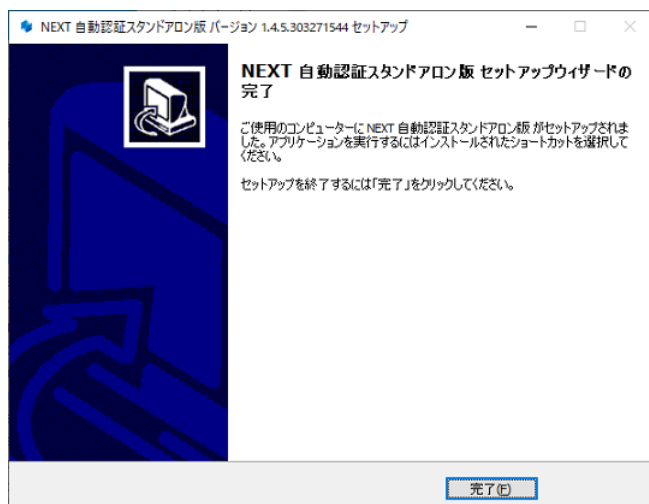 NEXT 自動認証スタンドアロン版 バージョン 1.4.5.303271544 セットアップ
NEXT 自動認証スタンドアロン版 セットアップウィザードの
完了
ご使用のコンピューターに NEXT 自動認証スタンドアロン版 がセットアップされま
した。アプリケーションを実行するにはインストールされたショートカットを選択して
ください。
セットアップを終了するには「完了」をクリックしてください。
完了(F)